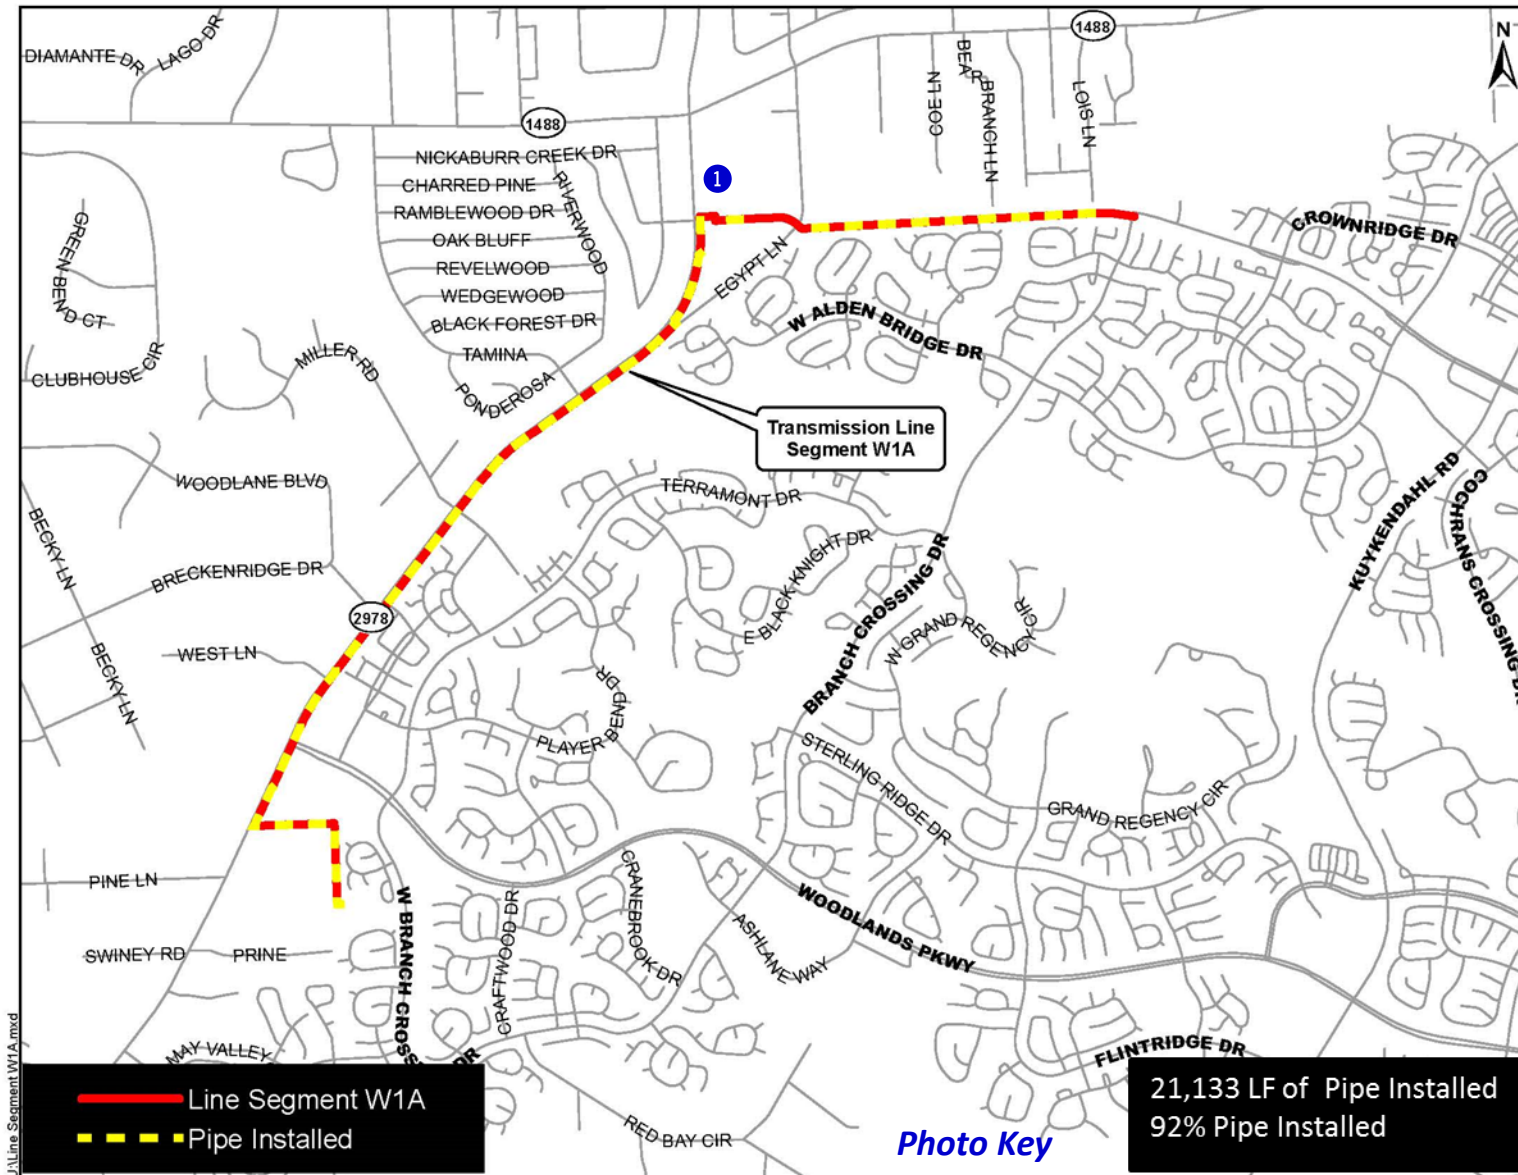 DIAMANTE DR
LAGO DR
1488
N
BEAR BRANCH LN
COE LN
LOIS LN
1488
NICKABURR CREEK DR
CHARRED PINE
RIVERWOOD
RAMBLEWOOD DR
OAK BLUFF
REVELWOOD
WEDGEWOOD
BLACK FOREST DR
TAMINA
PONDEROSA
1
EGYPT LN
CROWNRIDGE DR
W ALDEN BRIDGE DR
GREEN BEND CT
CLUBHOUSE CIR
MILLER RD
Transmission Line
Segment W1A
WOODLANE BLVD
TERRAMONT DR
KUYKENDAHL RD
COCHRANS CROSSING DR
BECKY LN
BRECKENRIDGE DR
2978
E BLACK KNIGHT DR
BRANCH CROSSING DR
W GRAND REGENCY CIR
WEST LN
BECKY LN
PLAYER BEND DR
STERLING RIDGE DR
GRAND REGENCY CIR
PINE LN
W BRANCH CROSS
DR
CRANEBROOK DR
CRAFTWOOD DR
ASHLANE WAY
WOODLANDS PKWY
SWINEY RD
PRINE
MAY VALLEY
FLINTRIDGE DR
RED BAY CIR
J:\Line Segment W1A.mxd
Line Segment W1A
Pipe Installed
Photo Key
21,133 LF of Pipe Installed
92% Pipe Installed